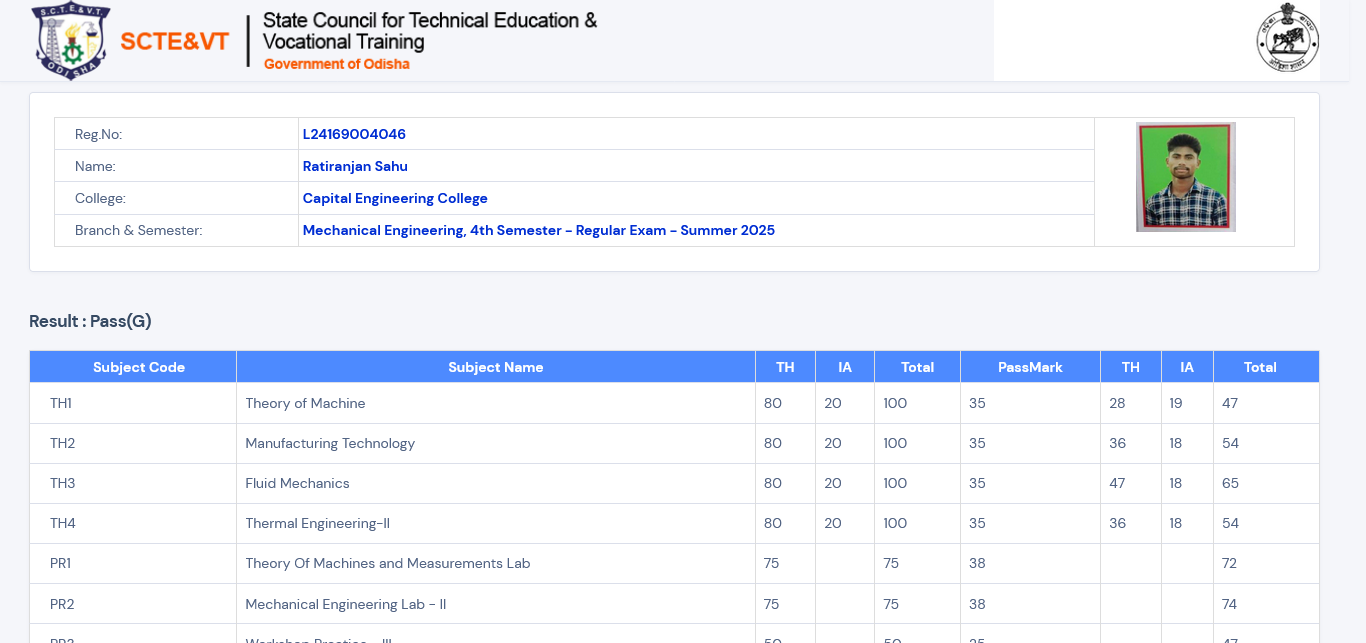 S.C.T.E.& V.T.
ODISHA
SCTE&VT
State Council for Technical Education &
Vocational Training
Government of Odisha
Reg.No: L24169004046
Name: Ratiranjan Sahu
College: Capital Engineering College
Branch & Semester: Mechanical Engineering, 4th Semester - Regular Exam - Summer 2025
Result : Pass(G)
Subject Code Subject Name TH IA Total PassMark TH IA Total
TH1 Theory of Machine 80 20 100 35 28 19 47
TH2 Manufacturing Technology 80 20 100 35 36 18 54
TH3 Fluid Mechanics 80 20 100 35 47 18 65
TH4 Thermal Engineering-II 80 20 100 35 36 18 54
PR1 Theory Of Machines and Measurements Lab 75 75 38 72
PR2 Mechanical Engineering Lab - II 75 75 38 74
PR3 Workshop Practice - III 50 50 25 47